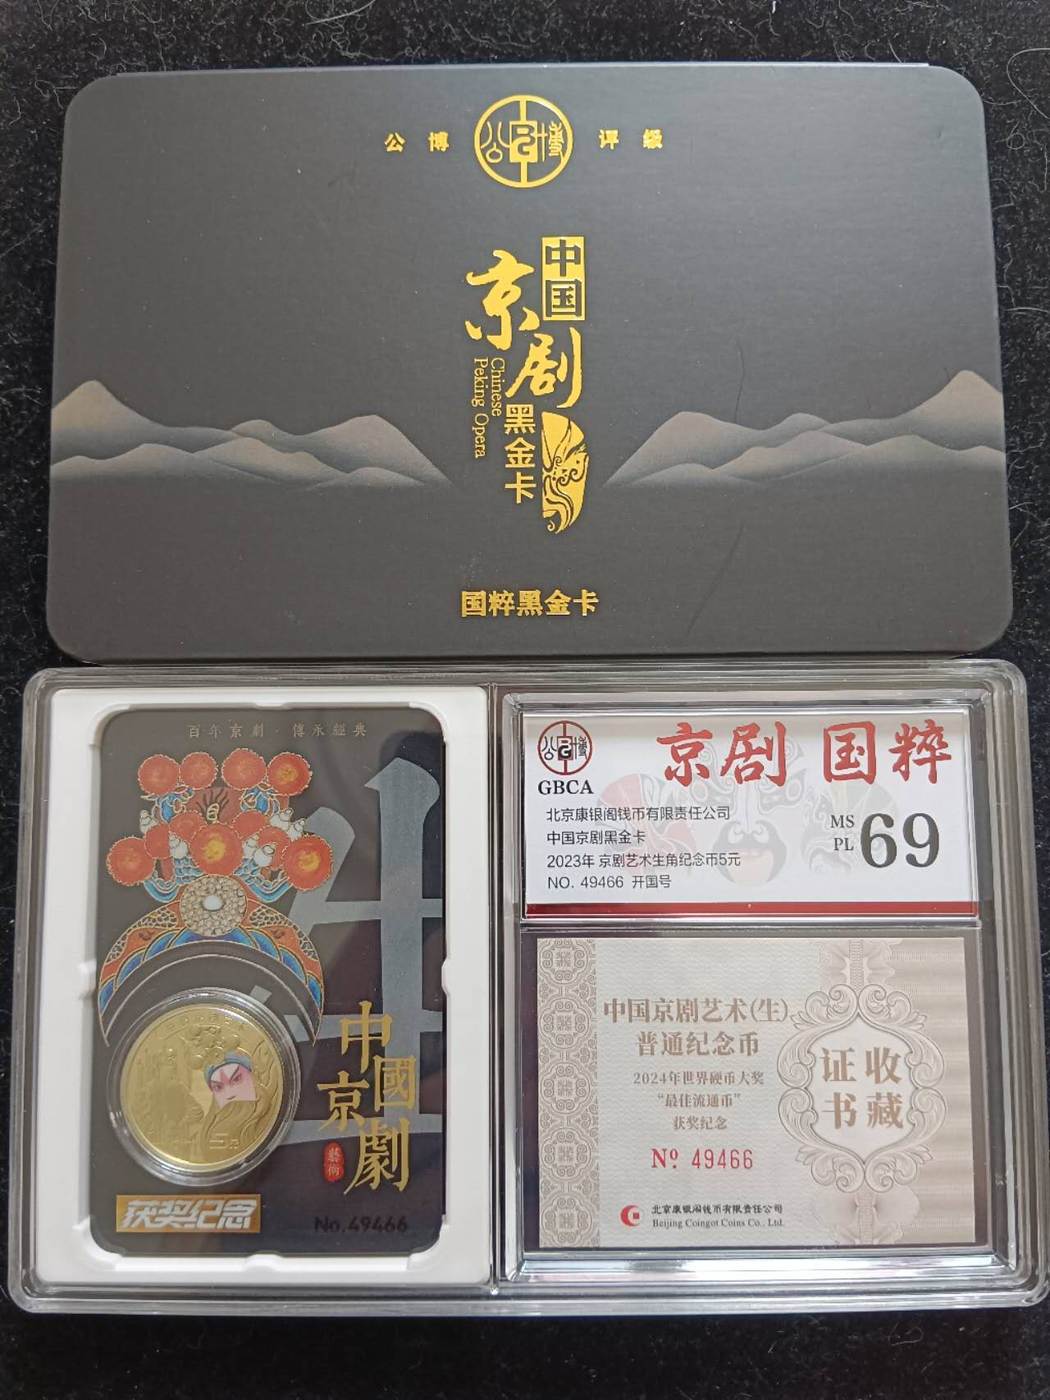 公博 评级
中国
京剧
Chinese
Peking Opera
黑金卡
国粹黑金卡
百年京劇·傳永經典
生
中國
京劇
藝術
5元
获奖纪念
No.49466
GBCA
京剧 国粹
北京康银阁钱币有限责任公司
中国京剧黑金卡
2023年 京剧艺术生角纪念币5元
NO. 49466 开国号
MS
PL 69
中国京剧艺术(生)
普通纪念币
2024年世界硬币大奖
“最佳流通币”
获奖纪念
Nº 49466
收藏
证书
北京康银阁钱币有限责任公司
Beijing Coingot Coins Co., Ltd.